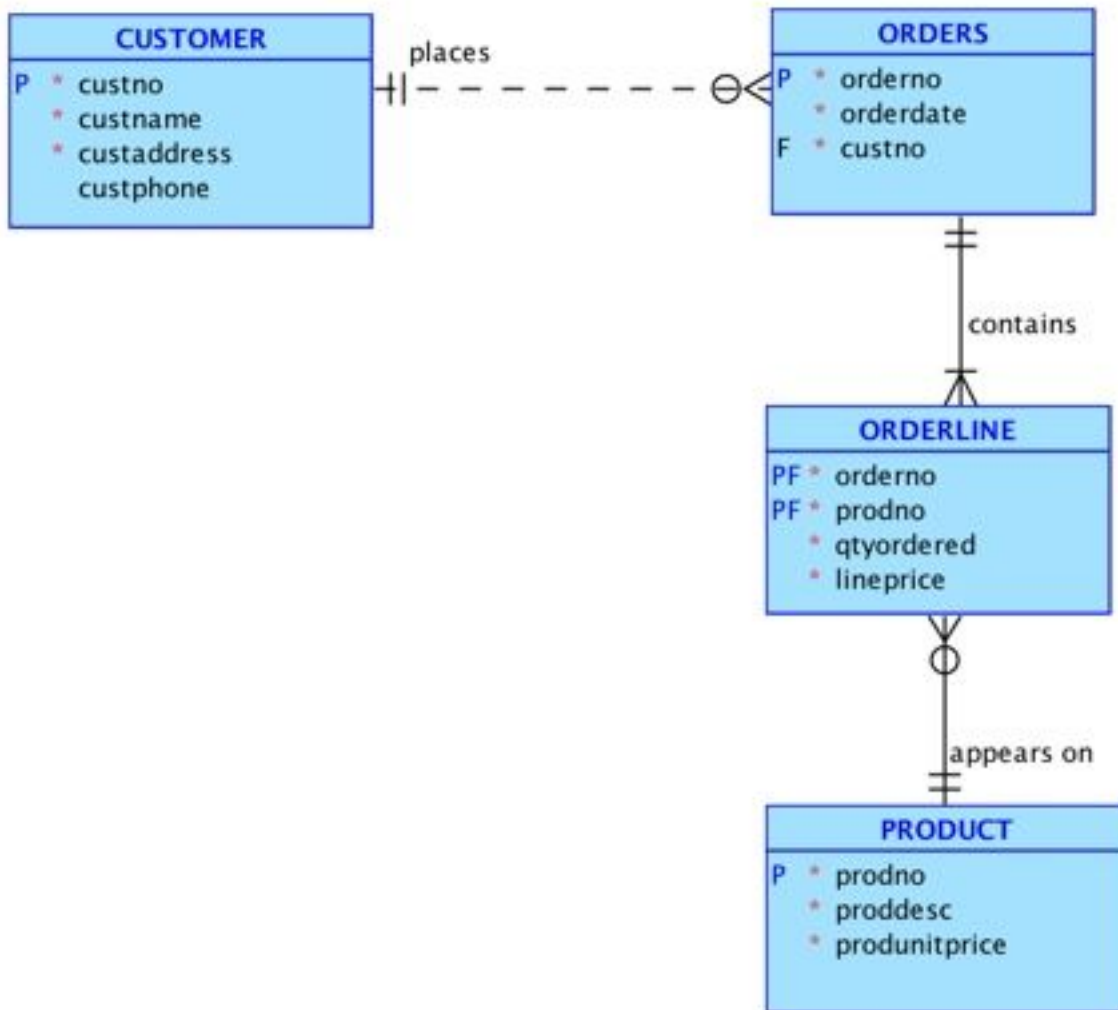 CUSTOMER
P * custno
* custname
* custaddress
custphone
places
ORDERS
P * orderno
* orderdate
F * custno
contains
ORDERLINE
PF * orderno
PF * prodno
* qtyordered
* lineprice
appears on
PRODUCT
P * prodno
* proddesc
* produnitprice